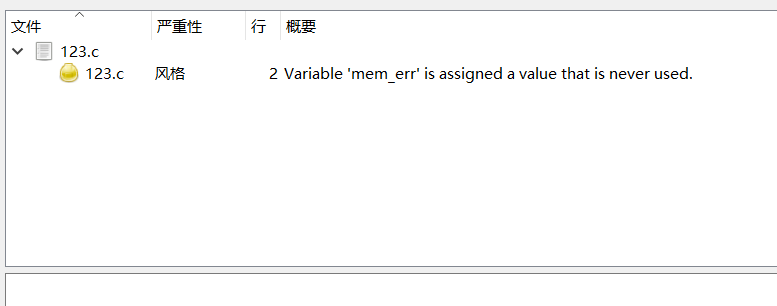 文件 严重性 行 概要
123.c
123.c 风格 2 Variable 'mem_err' is assigned a value that is never used.